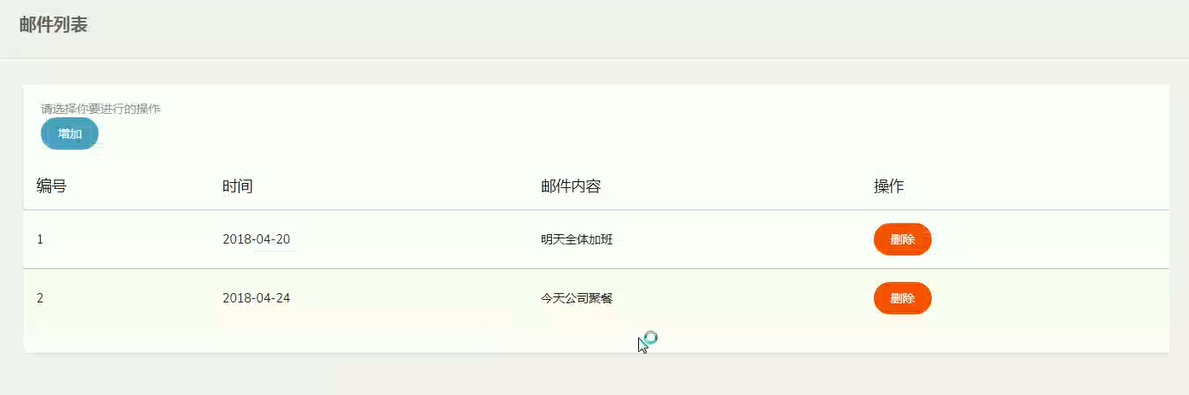 邮件列表
请选择你要进行的操作
增加
编号 时间 邮件内容 操作
1 2018-04-20 明天全体加班 删除
2 2018-04-24 今天公司聚餐 删除